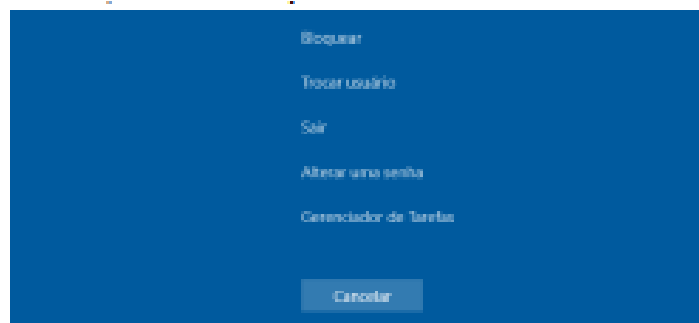 Bloquear
Trocar usuário
Sair
Alterar uma senha
Gerenciador de Tarefas
Cancelar